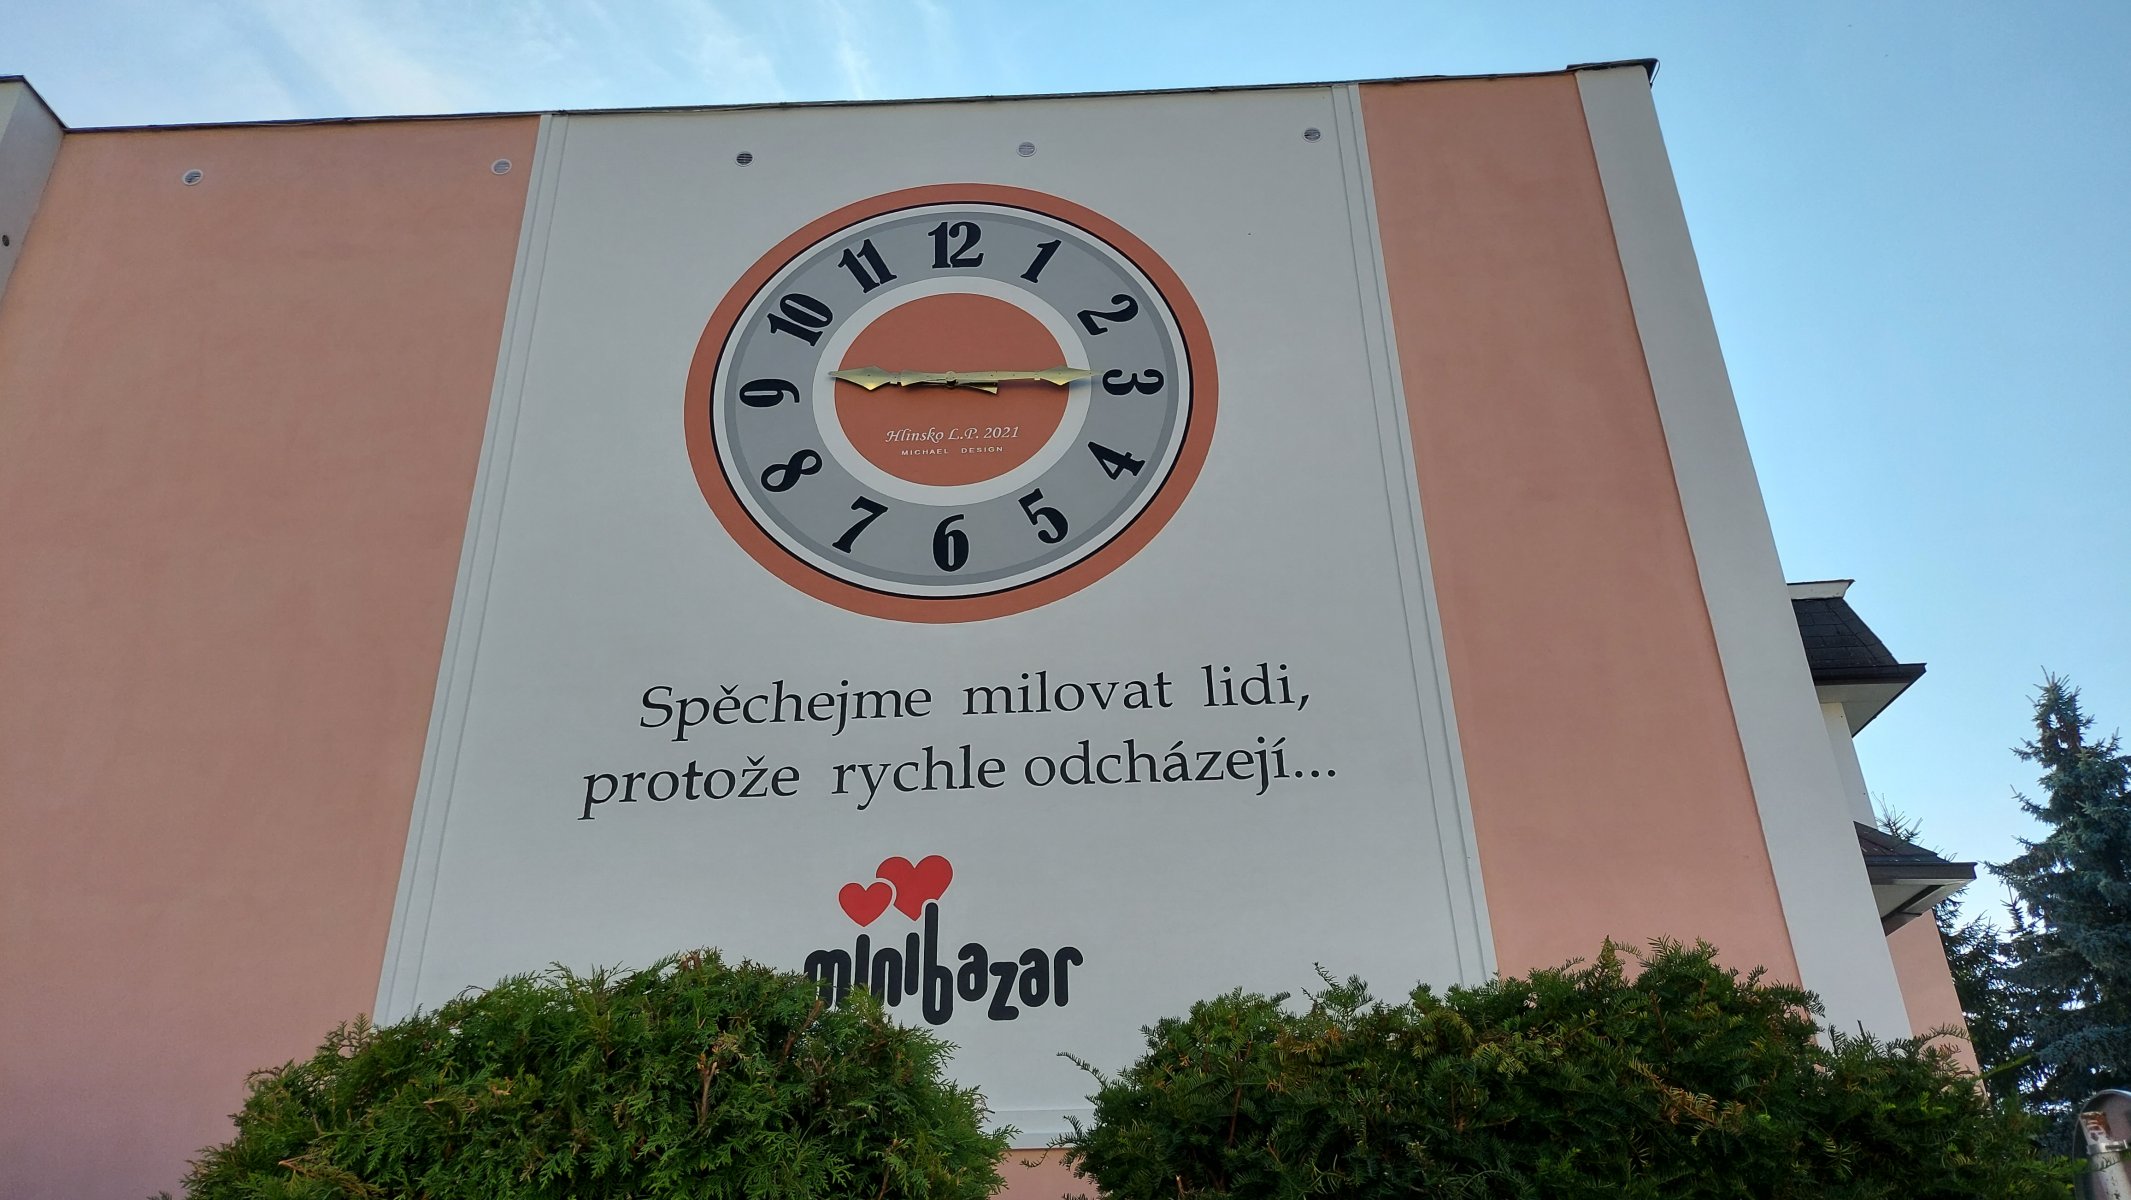 12
11
1
10
2
9
3
8
4
7
5
6
Hlinsko L.P. 2021
MICHAEL DESIGN
Spěchejme milovat lidi,
protože rychle odcházejí...
minibazar